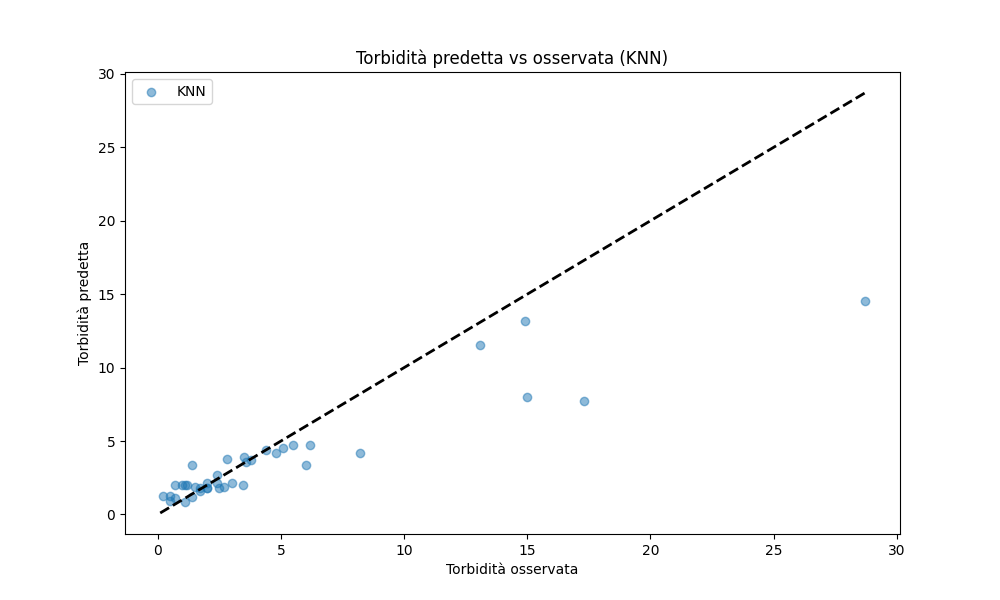 Torbidità predetta vs osservata (KNN)
KNN
Torbidità predetta
30
25
20
15
10
5
0
0 5 10 15 20 25 30
Torbidità osservata